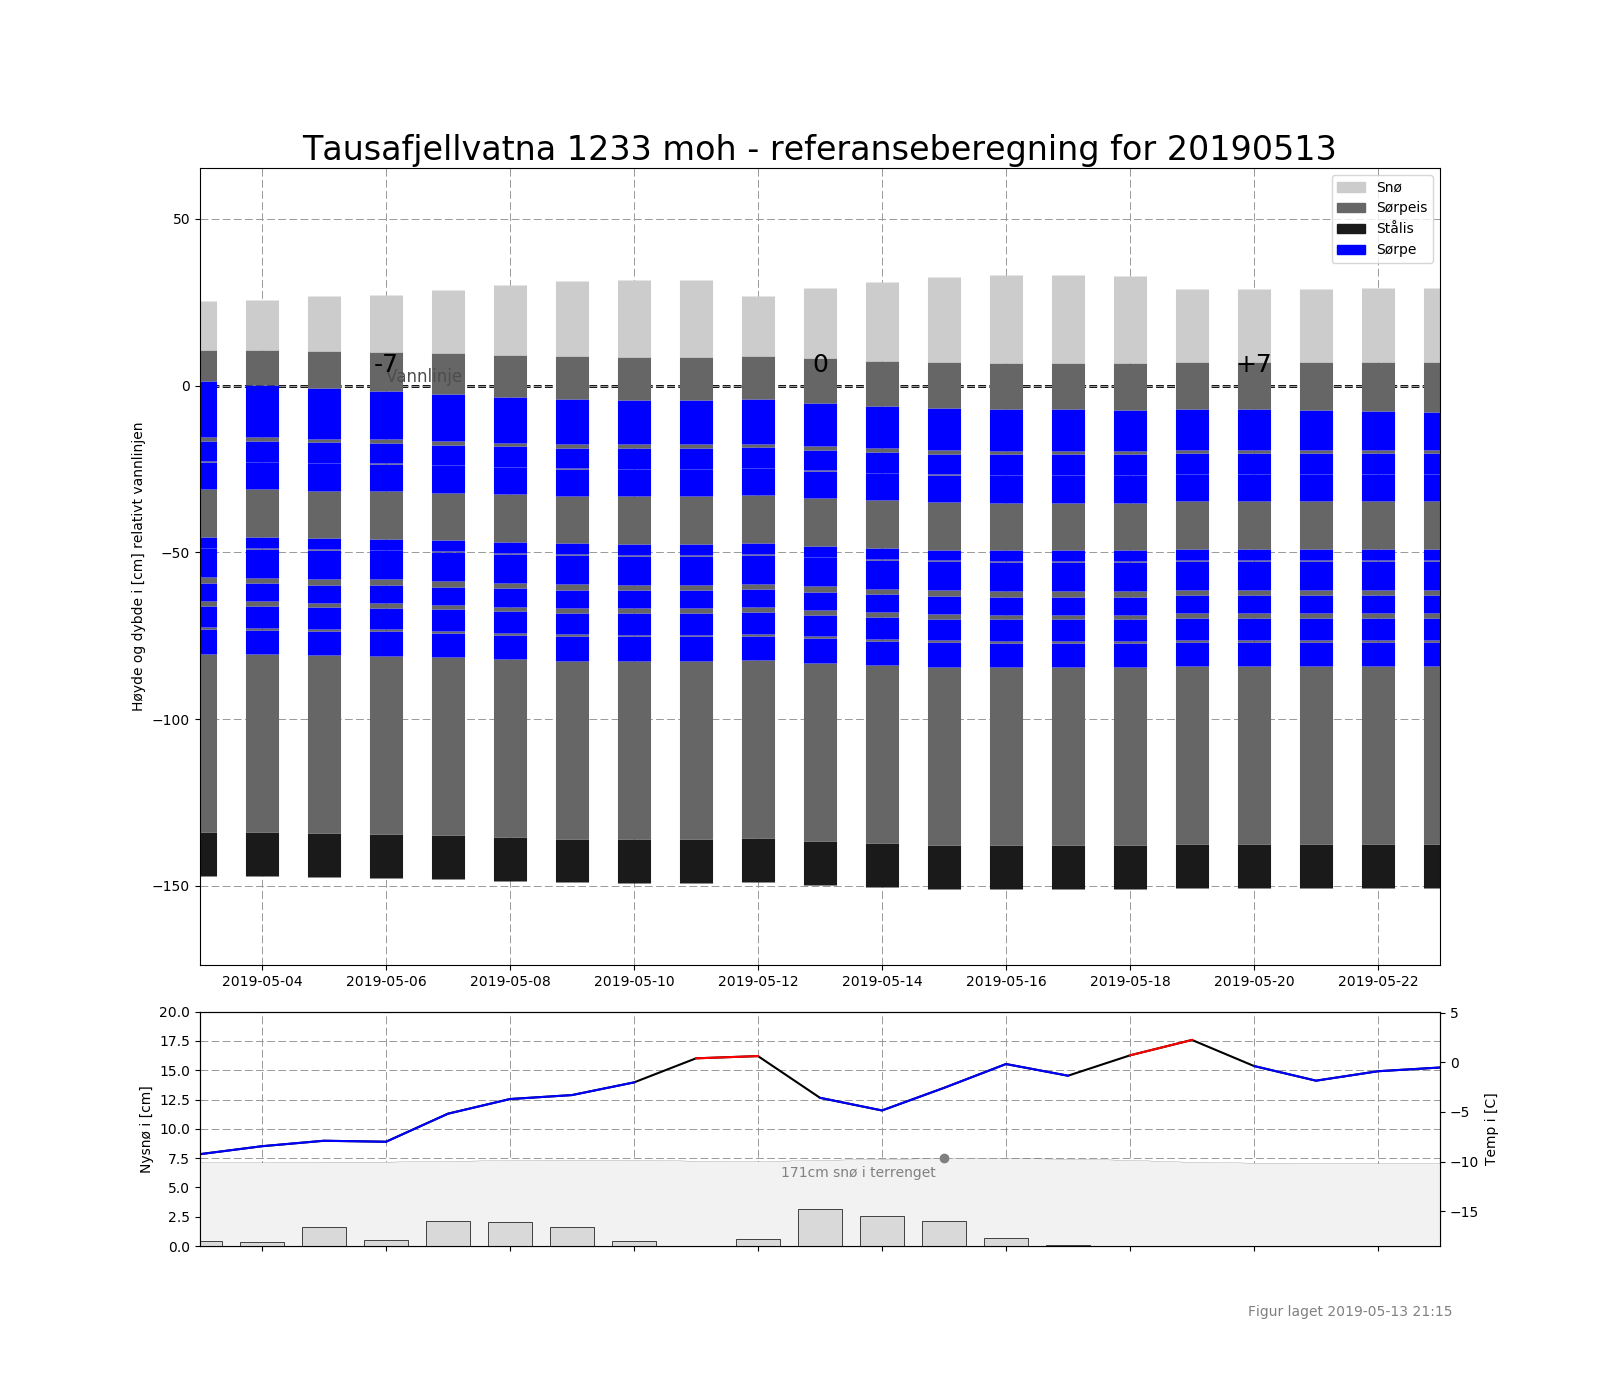 Tausafjellvatna 1233 moh - referanseberegning for 20190513
Snø
Sørpeis
Stålis
Sørpe
50
0
−50
−100
−150
Høyde og dybde i [cm] relativt vannlinjen
-7
0
+7
Vannlinje
2019-05-04 2019-05-06 2019-05-08 2019-05-10 2019-05-12 2019-05-14 2019-05-16 2019-05-18 2019-05-20 2019-05-22
20.0
17.5
15.0
12.5
10.0
7.5
5.0
2.5
0.0
Nysnø i [cm]
171cm snø i terrenget
5
0
−5
−10
−15
Temp i [C]
Figur laget 2019-05-13 21:15